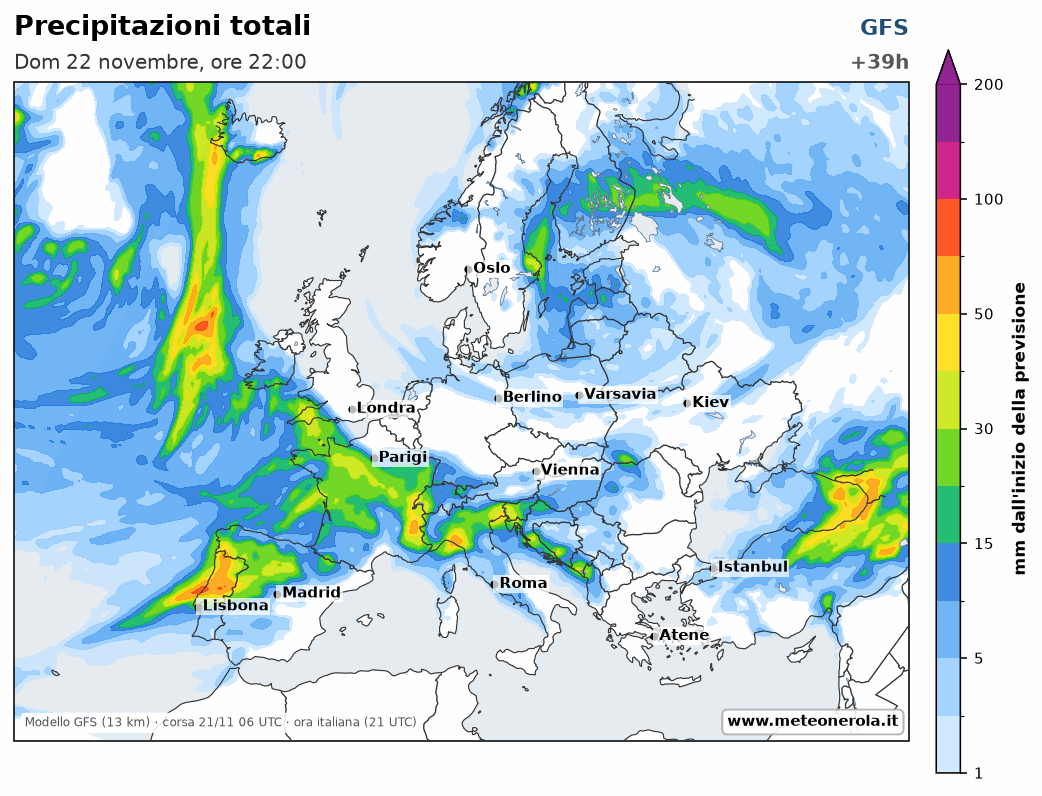 Precipitazioni totali
GFS
Dom 22 novembre, ore 22:00
+39h
200
100
50
30
15
5
1
mm dall'inizio della previsione
Oslo
Londra
Berlino
Varsavia
Kiev
Parigi
Vienna
Istanbul
Roma
Madrid
Lisbona
Atene
Modello GFS (13 km) · corsa 21/11 06 UTC · ora italiana (21 UTC)
www.meteonerola.it